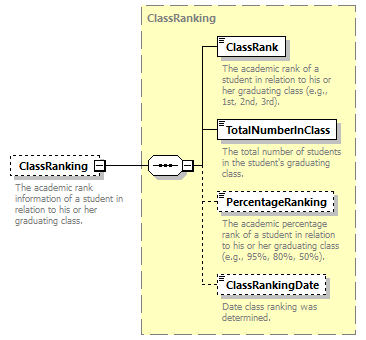 ClassRanking
ClassRank
The academic rank of a
student in relation to his or
her graduating class (e.g.,
1st, 2nd, 3rd).
TotalNumberInClass
The total number of students
in the student's graduating
class.
ClassRanking
The academic rank
information of a student in
relation to his or her
graduating class.
PercentageRanking
The academic percentage
rank of a student in relation
to his or her graduating class
(e.g., 95%, 80%, 50%).
ClassRankingDate
Date class ranking was
determined.